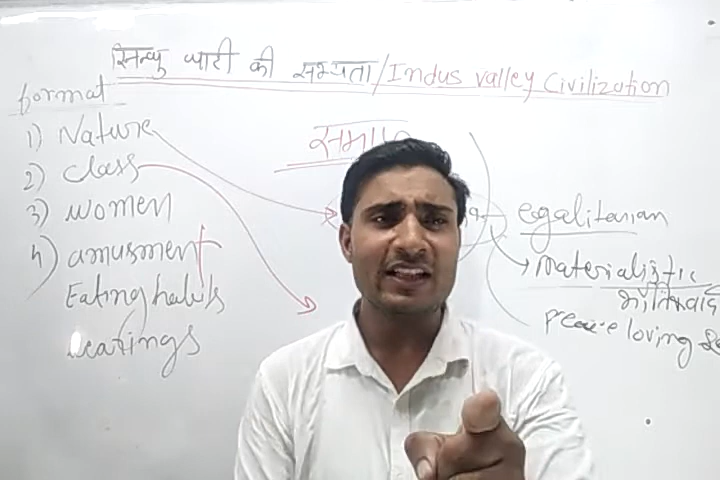 सिन्धु घाटी की सभ्यता/Indus valley Civilization
format
1) Nature
2) class
3) women
4) amusment
Eating habits
wearings
egalitarian
Materialistic
Peace loving